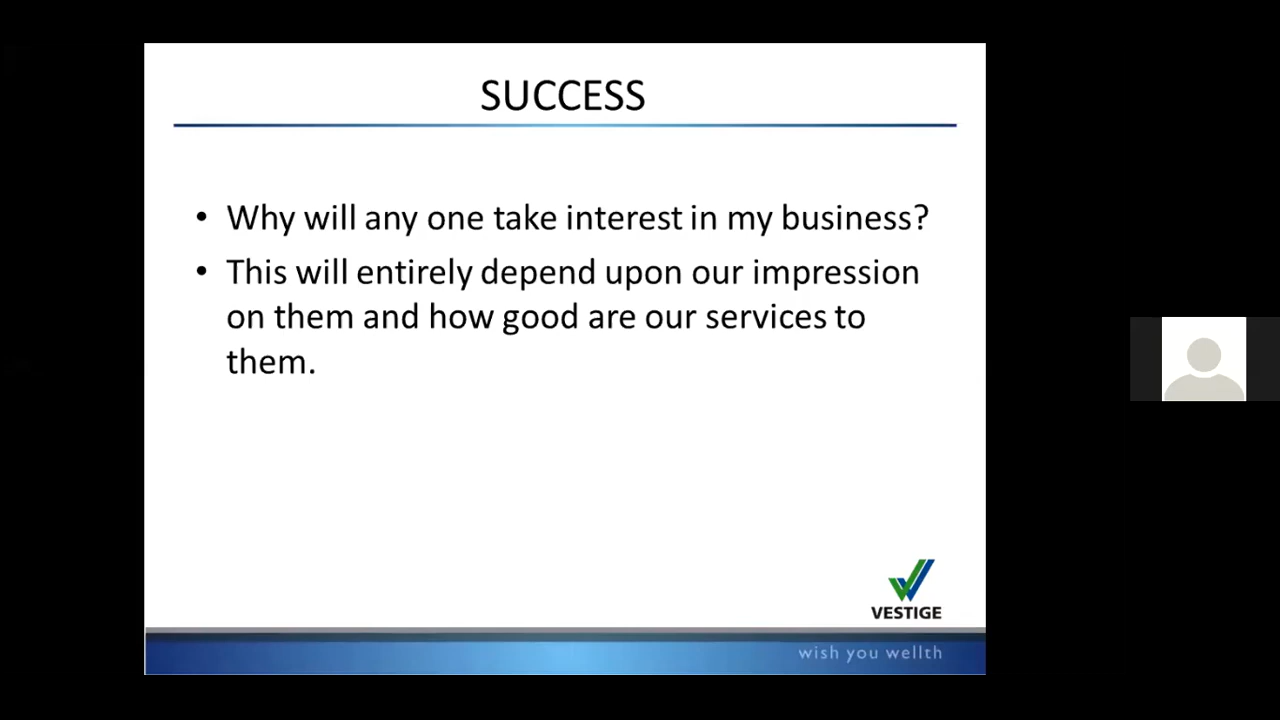 SUCCESS
• Why will any one take interest in my business?
• This will entirely depend upon our impression
on them and how good are our services to
them.
VESTIGE
wish you wellth